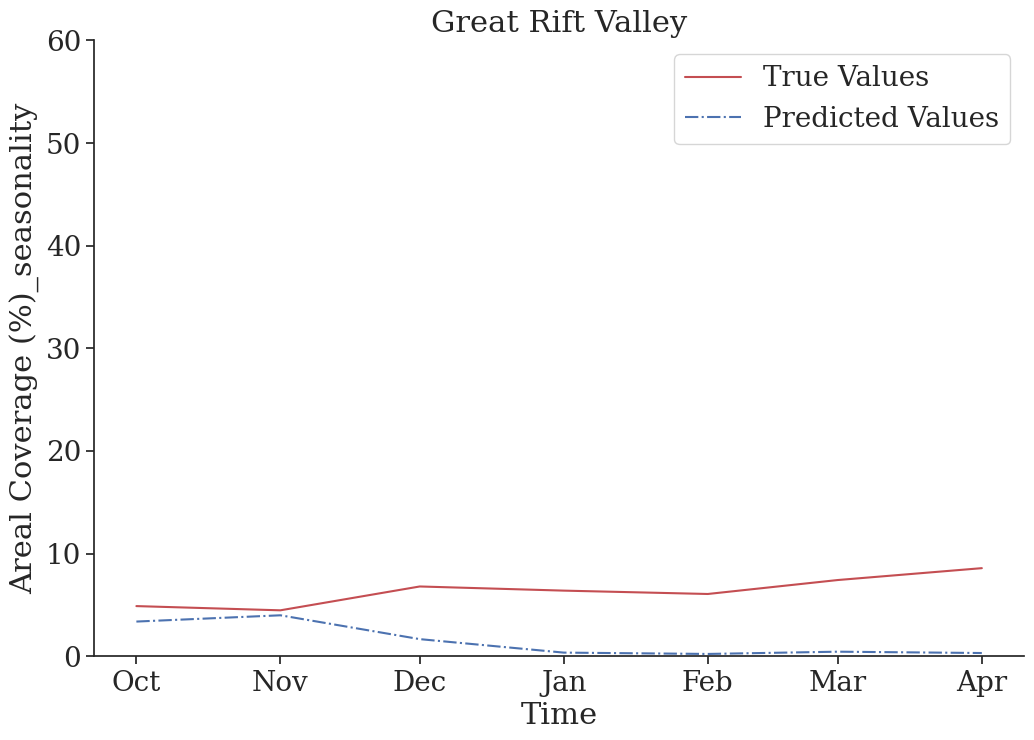 Great Rift Valley
True Values
Predicted Values
Areal Coverage (%)_seasonality
60
50
40
30
20
10
0
Oct Nov Dec Jan Feb Mar Apr
Time